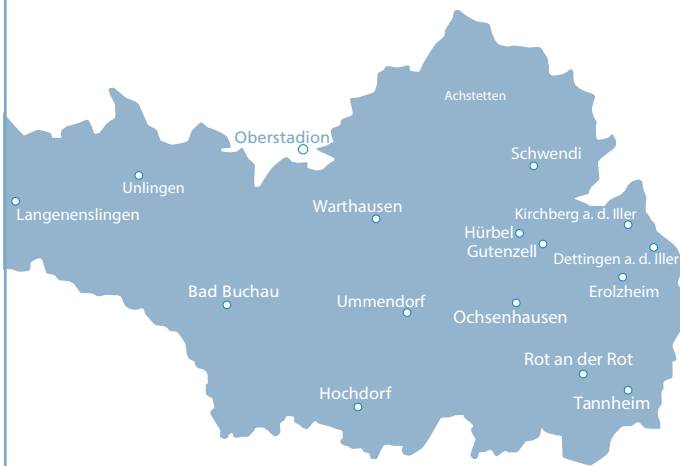 Achstetten
Oberstadion
Schwendi
Unlingen
Langenenslingen
Warthausen
Kirchberg a. d. Iller
Hürbel
Gutenzell
Dettingen a. d. Iller
Erolzheim
Bad Buchau
Ummendorf
Ochsenhausen
Rot an der Rot
Hochdorf
Tannheim